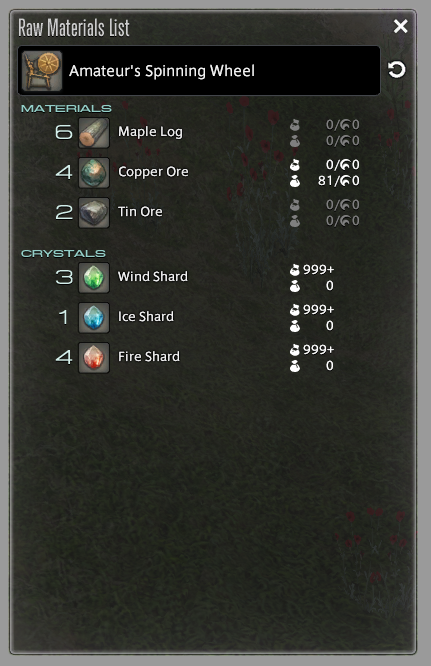 Raw Materials List
Amateur's Spinning Wheel
MATERIALS
6 Maple Log 0/0
0/0
4 Copper Ore 0/0
81/0
2 Tin Ore 0/0
0/0
CRYSTALS
3 Wind Shard 999+
0
1 Ice Shard 999+
0
4 Fire Shard 999+
0